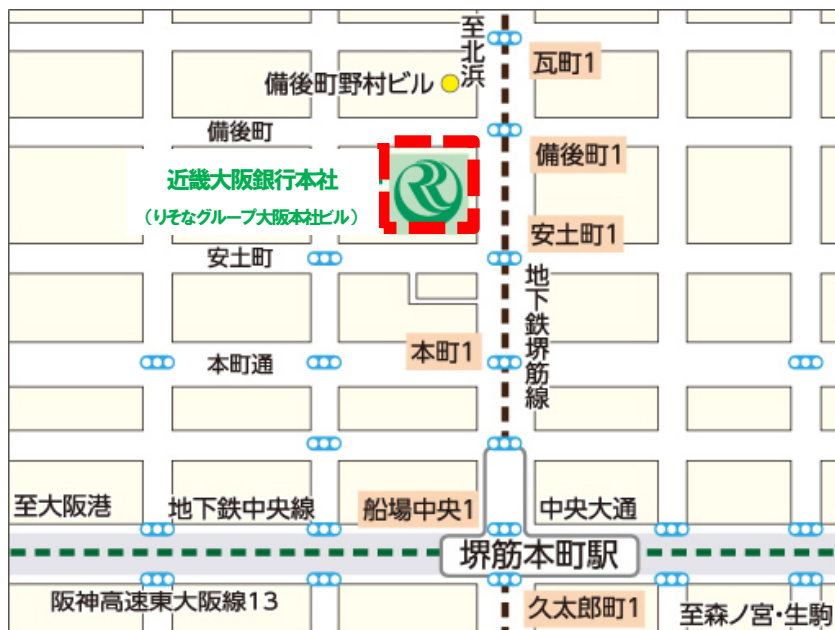 至北浜
瓦町1
備後町野村ビル
備後町
備後町1
近畿大阪銀行本社
（りそなグループ大阪本社ビル）
安土町1
安土町
地下鉄堺筋線
本町1
本町通
至大阪港
地下鉄中央線
船場中央1
中央大通
堺筋本町駅
阪神高速東大阪線13
久太郎町1
至森ノ宮・生駒